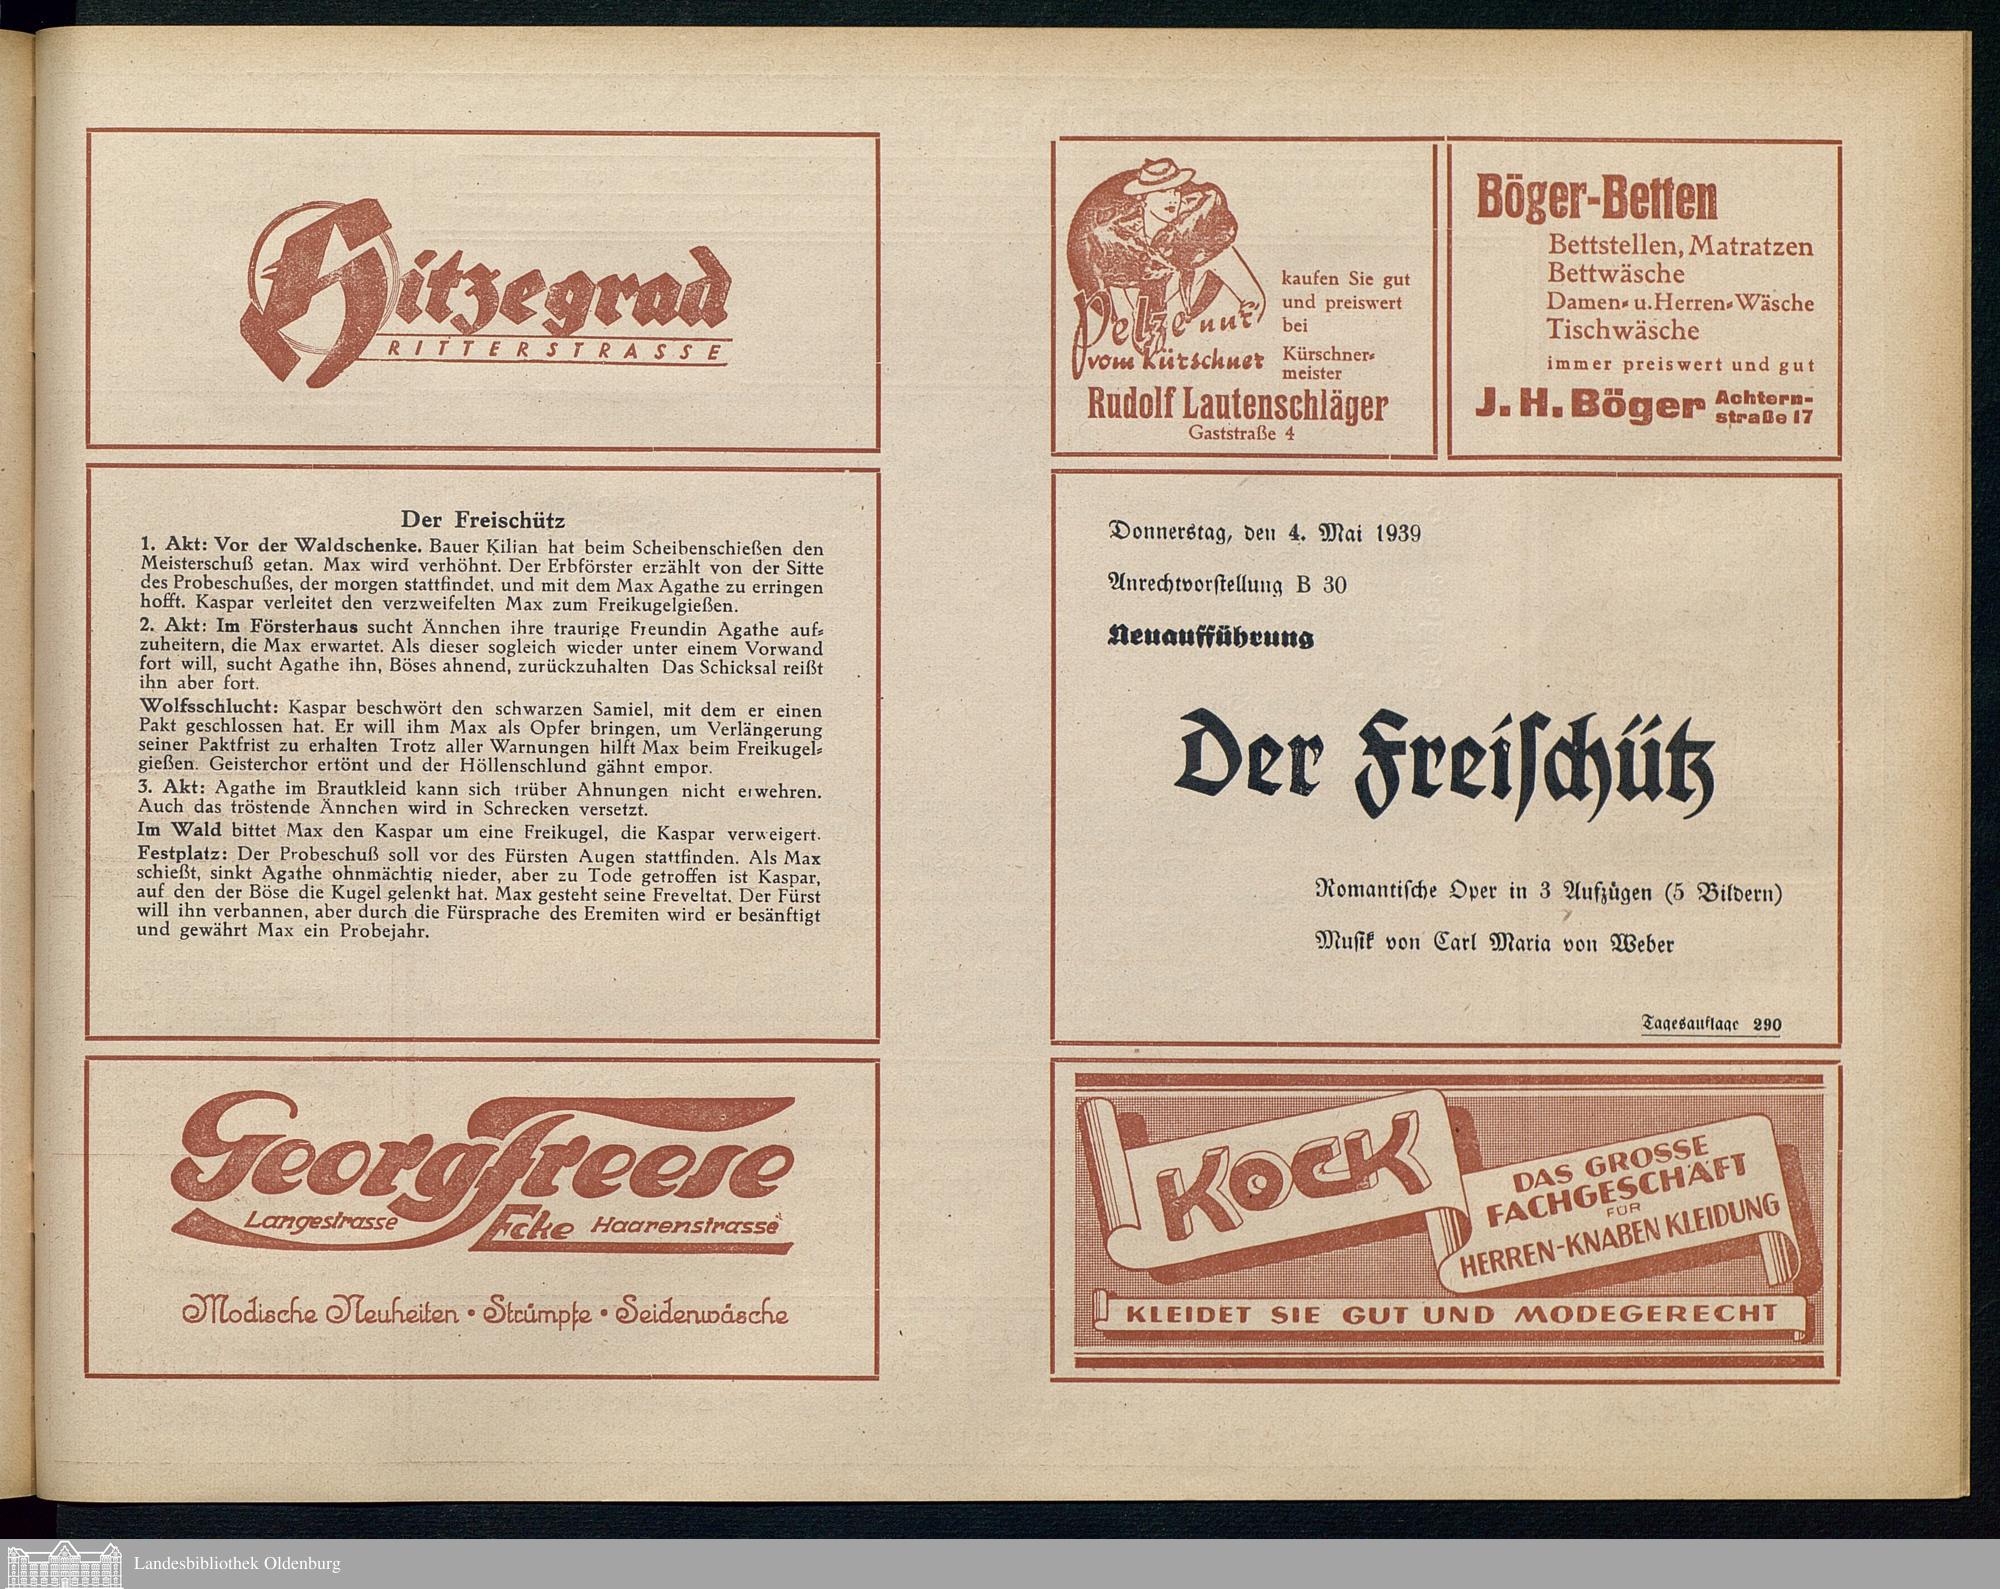 Hitzegrad
RITTERSTRASSE
Der Freischütz
1. Akt: Vor der Waldschenke. Bauer Kilian hat beim Scheibenschießen den
Meisterschuß getan. Max wird verhöhnt. Der Erbförster erzählt von der Sitte
des Probeschußes, der morgen stattfindet, und mit dem Max Agathe zu erringen
hofft. Kaspar verleitet den verzweifelten Max zum Freikugelgießen.
2. Akt: Im Försterhaus sucht Ännchen ihre traurige Freundin Agathe auf-
zuheitern, die Max erwartet. Als dieser sogleich wieder unter einem Vorwand
fort will, sucht Agathe ihn, Böses ahnend, zurückzuhalten Das Schicksal reißt
ihn aber fort.
Wolfsschlucht: Kaspar beschwört den schwarzen Samiel, mit dem er einen
Pakt geschlossen hat. Er will ihm Max als Opfer bringen, um Verlängerung
seiner Paktfrist zu erhalten Trotz aller Warnungen hilft Max beim Freikugel-
gießen. Geisterchor ertönt und der Höllenschlund gähnt empor.
3. Akt: Agathe im Brautkleid kann sich trüber Ahnungen nicht erwehren.
Auch das tröstende Ännchen wird in Schrecken versetzt.
Im Wald bittet Max den Kaspar um eine Freikugel, die Kaspar verweigert.
Festplatz: Der Probeschuß soll vor des Fürsten Augen stattfinden. Als Max
schießt, sinkt Agathe ohnmächtig nieder, aber zu Tode getroffen ist Kaspar,
auf den der Böse die Kugel gelenkt hat. Max gesteht seine Freveltat. Der Fürst
will ihn verbannen, aber durch die Fürsprache des Eremiten wird er besänftigt
und gewährt Max ein Probejahr.
Georg Freese
Langestrasse Ecke Haarenstrasse
Modische Neuheiten • Strümpfe • Seidenwäsche
Pelze nur
vom Kürschner
kaufen Sie gut
und preiswert
bei
Kürschner-
meister
Rudolf Lautenschläger
Gaststraße 4
Böger-Betten
Bettstellen, Matratzen
Bettwäsche
Damen- u. Herren-Wäsche
Tischwäsche
immer preiswert und gut
J. H. Böger Achtern-
straße 17
Donnerstag, den 4. Mai 1939
Anrechtvorstellung B 30
Neuaufführung
Der Freischütz
Romantische Oper in 3 Aufzügen (5 Bildern)
Musik von Carl Maria von Weber
Tagesauflage 290
KOCK
DAS GROSSE
FACHGESCHÄFT
FÜR
HERREN-KNABEN KLEIDUNG
KLEIDET SIE GUT UND MODEGERECHT
Landesbibliothek Oldenburg